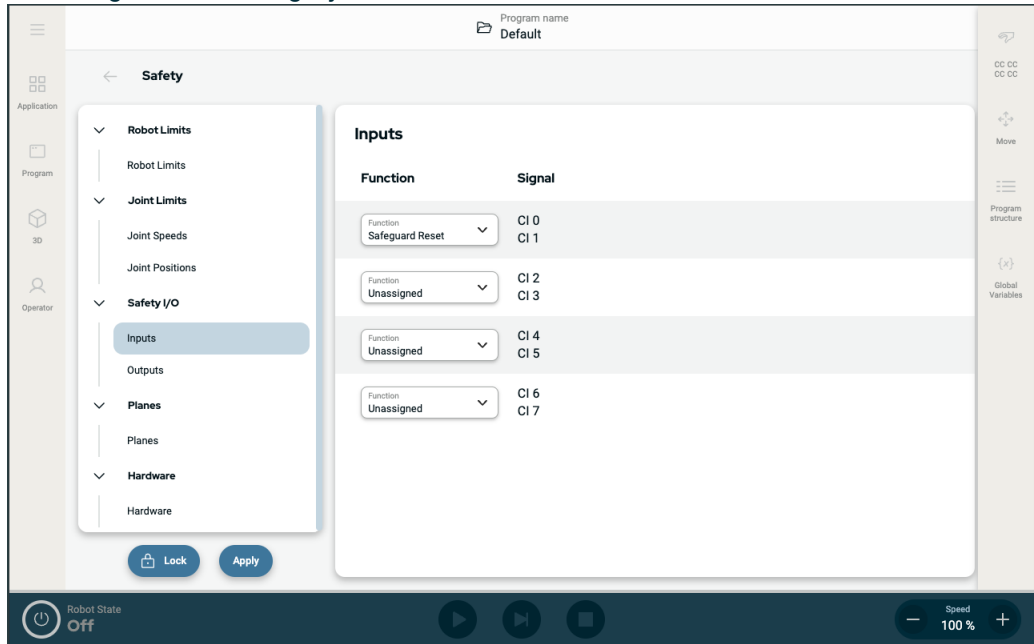 Program name
Default
CC CC
CC CC
Safety
Application
Robot Limits
Inputs
Move
Robot Limits
Program
Function
Signal
Joint Limits
Program
structure
Function
Safeguard Reset
CI 0
CI 1
3D
Joint Speeds
Joint Positions
{x}
Global
Variables
Function
Unassigned
CI 2
CI 3
Operator
Safety I/O
Inputs
Function
Unassigned
CI 4
CI 5
Outputs
Function
Unassigned
CI 6
CI 7
Planes
Planes
Hardware
Hardware
Lock
Apply
Robot State
Off
Speed
100 %